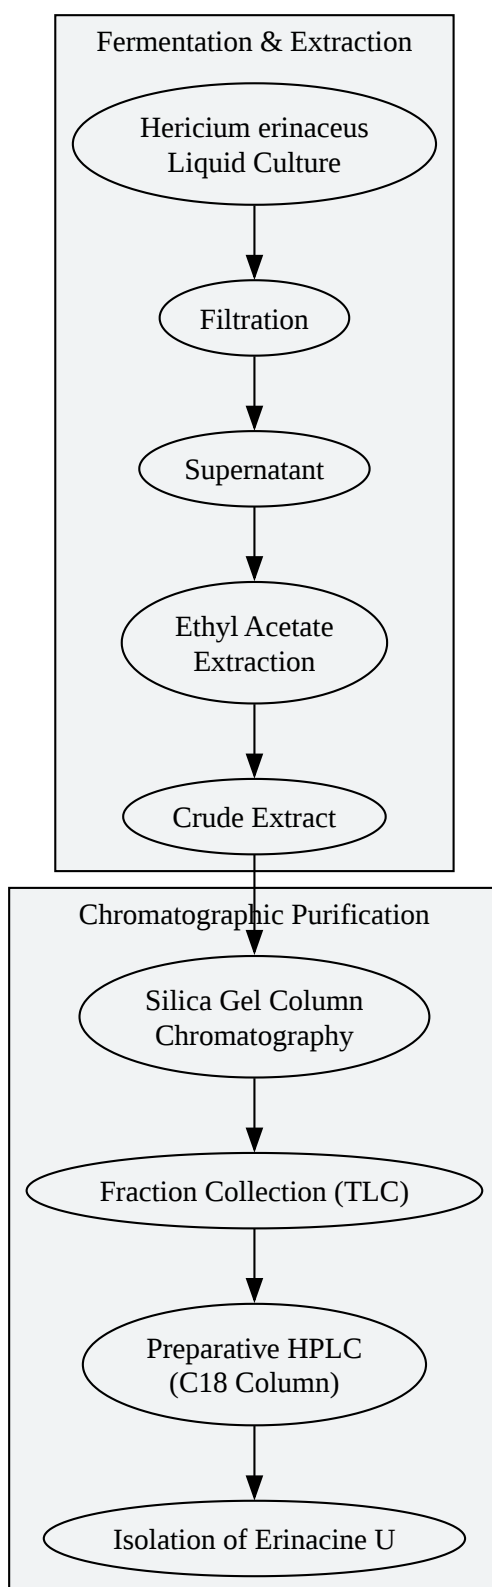 Fermentation & Extraction
Hericium erinaceus
Liquid Culture
Filtration
Supernatant
Ethyl Acetate
Extraction
Crude Extract
Chromatographic Purification
Silica Gel Column
Chromatography
Fraction Collection (TLC)
Preparative HPLC
(C18 Column)
Isolation of Erinacine U